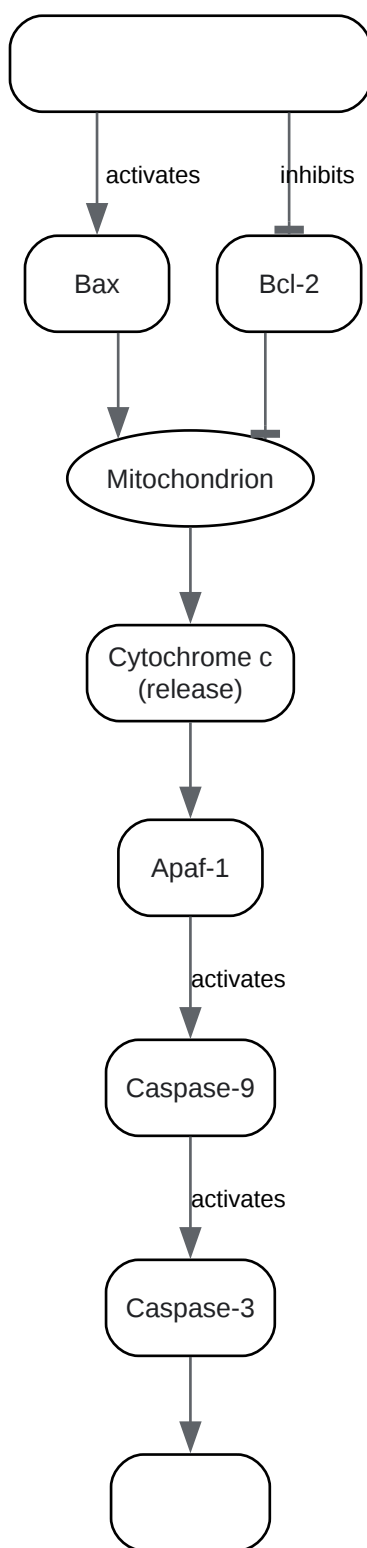 activates
inhibits
Bax
Bcl-2
Mitochondrion
Cytochrome c
(release)
Apaf-1
activates
Caspase-9
activates
Caspase-3